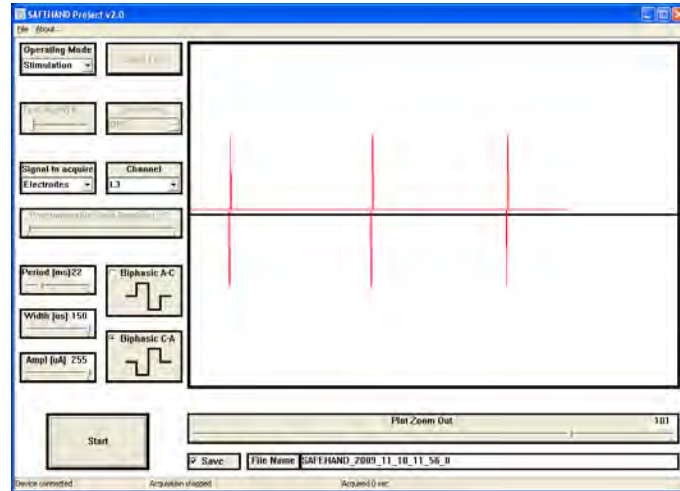 SAFEHAND Project v2.0
File About...
Operating Mode
Stimulation
Signal to acquire
Electrodes
Channel
L3
Period [ms] 22
Biphasic A-C
Width [us] 150
Biphasic C-A
Ampl [uA] 255
Plot Zoom Out 101
Start
Save File Name SAFEHAND_2009_11_10_11_56_0
Device connected Acquisition stopped Acquired 0 sec